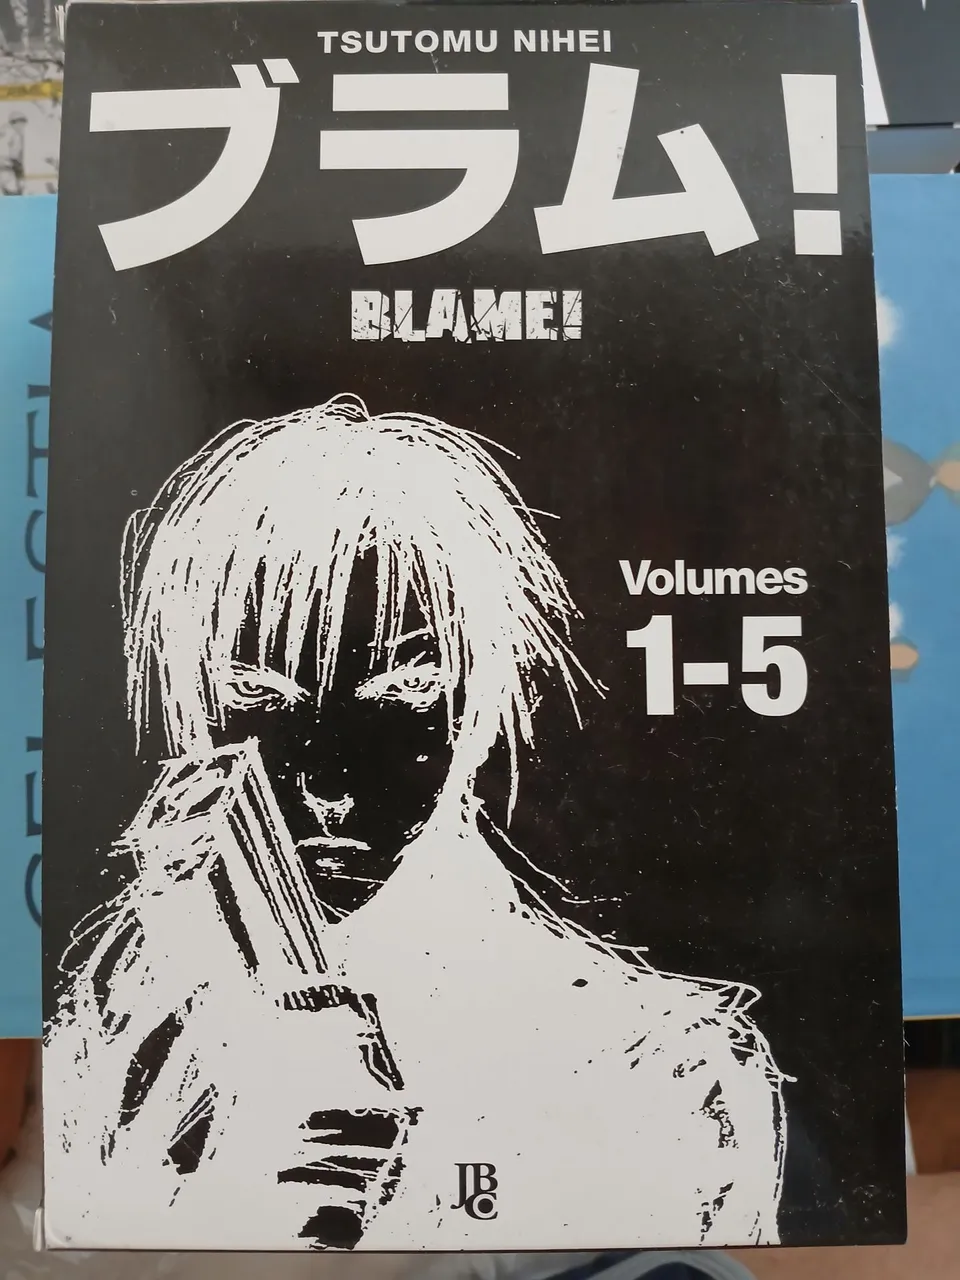 TSUTOMU NIHEI
ブラム!
BLAME!
Volumes
1-5
JBC